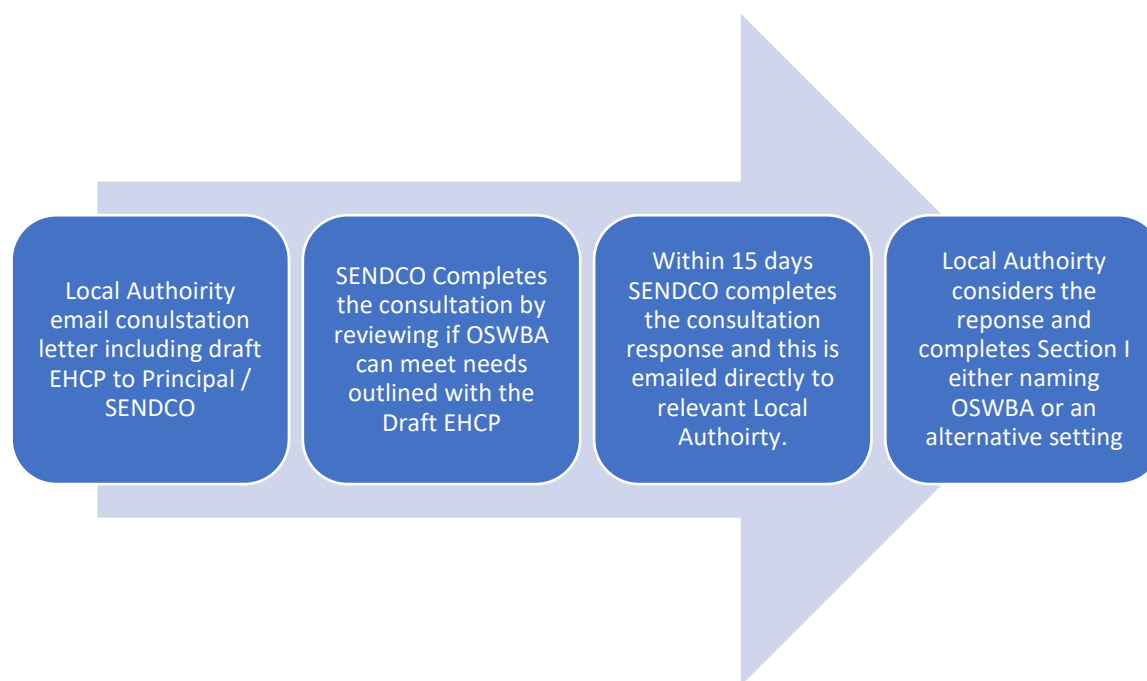 Local Authoirity
email conulstation
letter including draft
EHCP to Principal /
SENDCO
SENDCO Completes
the consultation by
reviewing if OSWBA
can meet needs
outlined with the
Draft EHCP
Within 15 days
SENDCO completes
the consultation
response and this is
emailed directly to
relevant Local
Authoirty.
Local Authoirty
considers the
reponse and
completes Section I
either naming
OSWBA or an
alternative setting